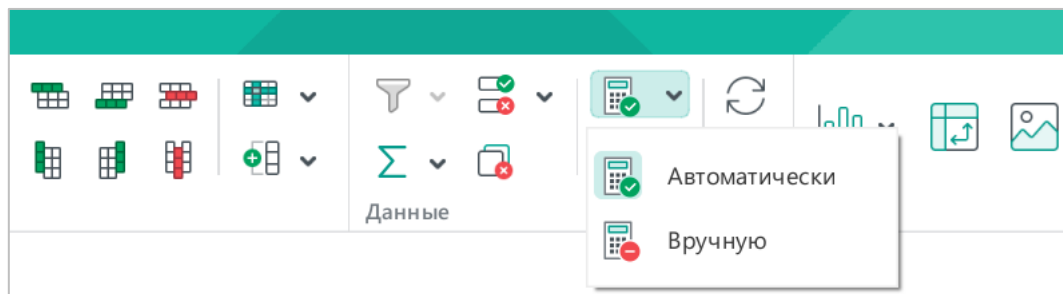 Автоматически
Данные
Вручную